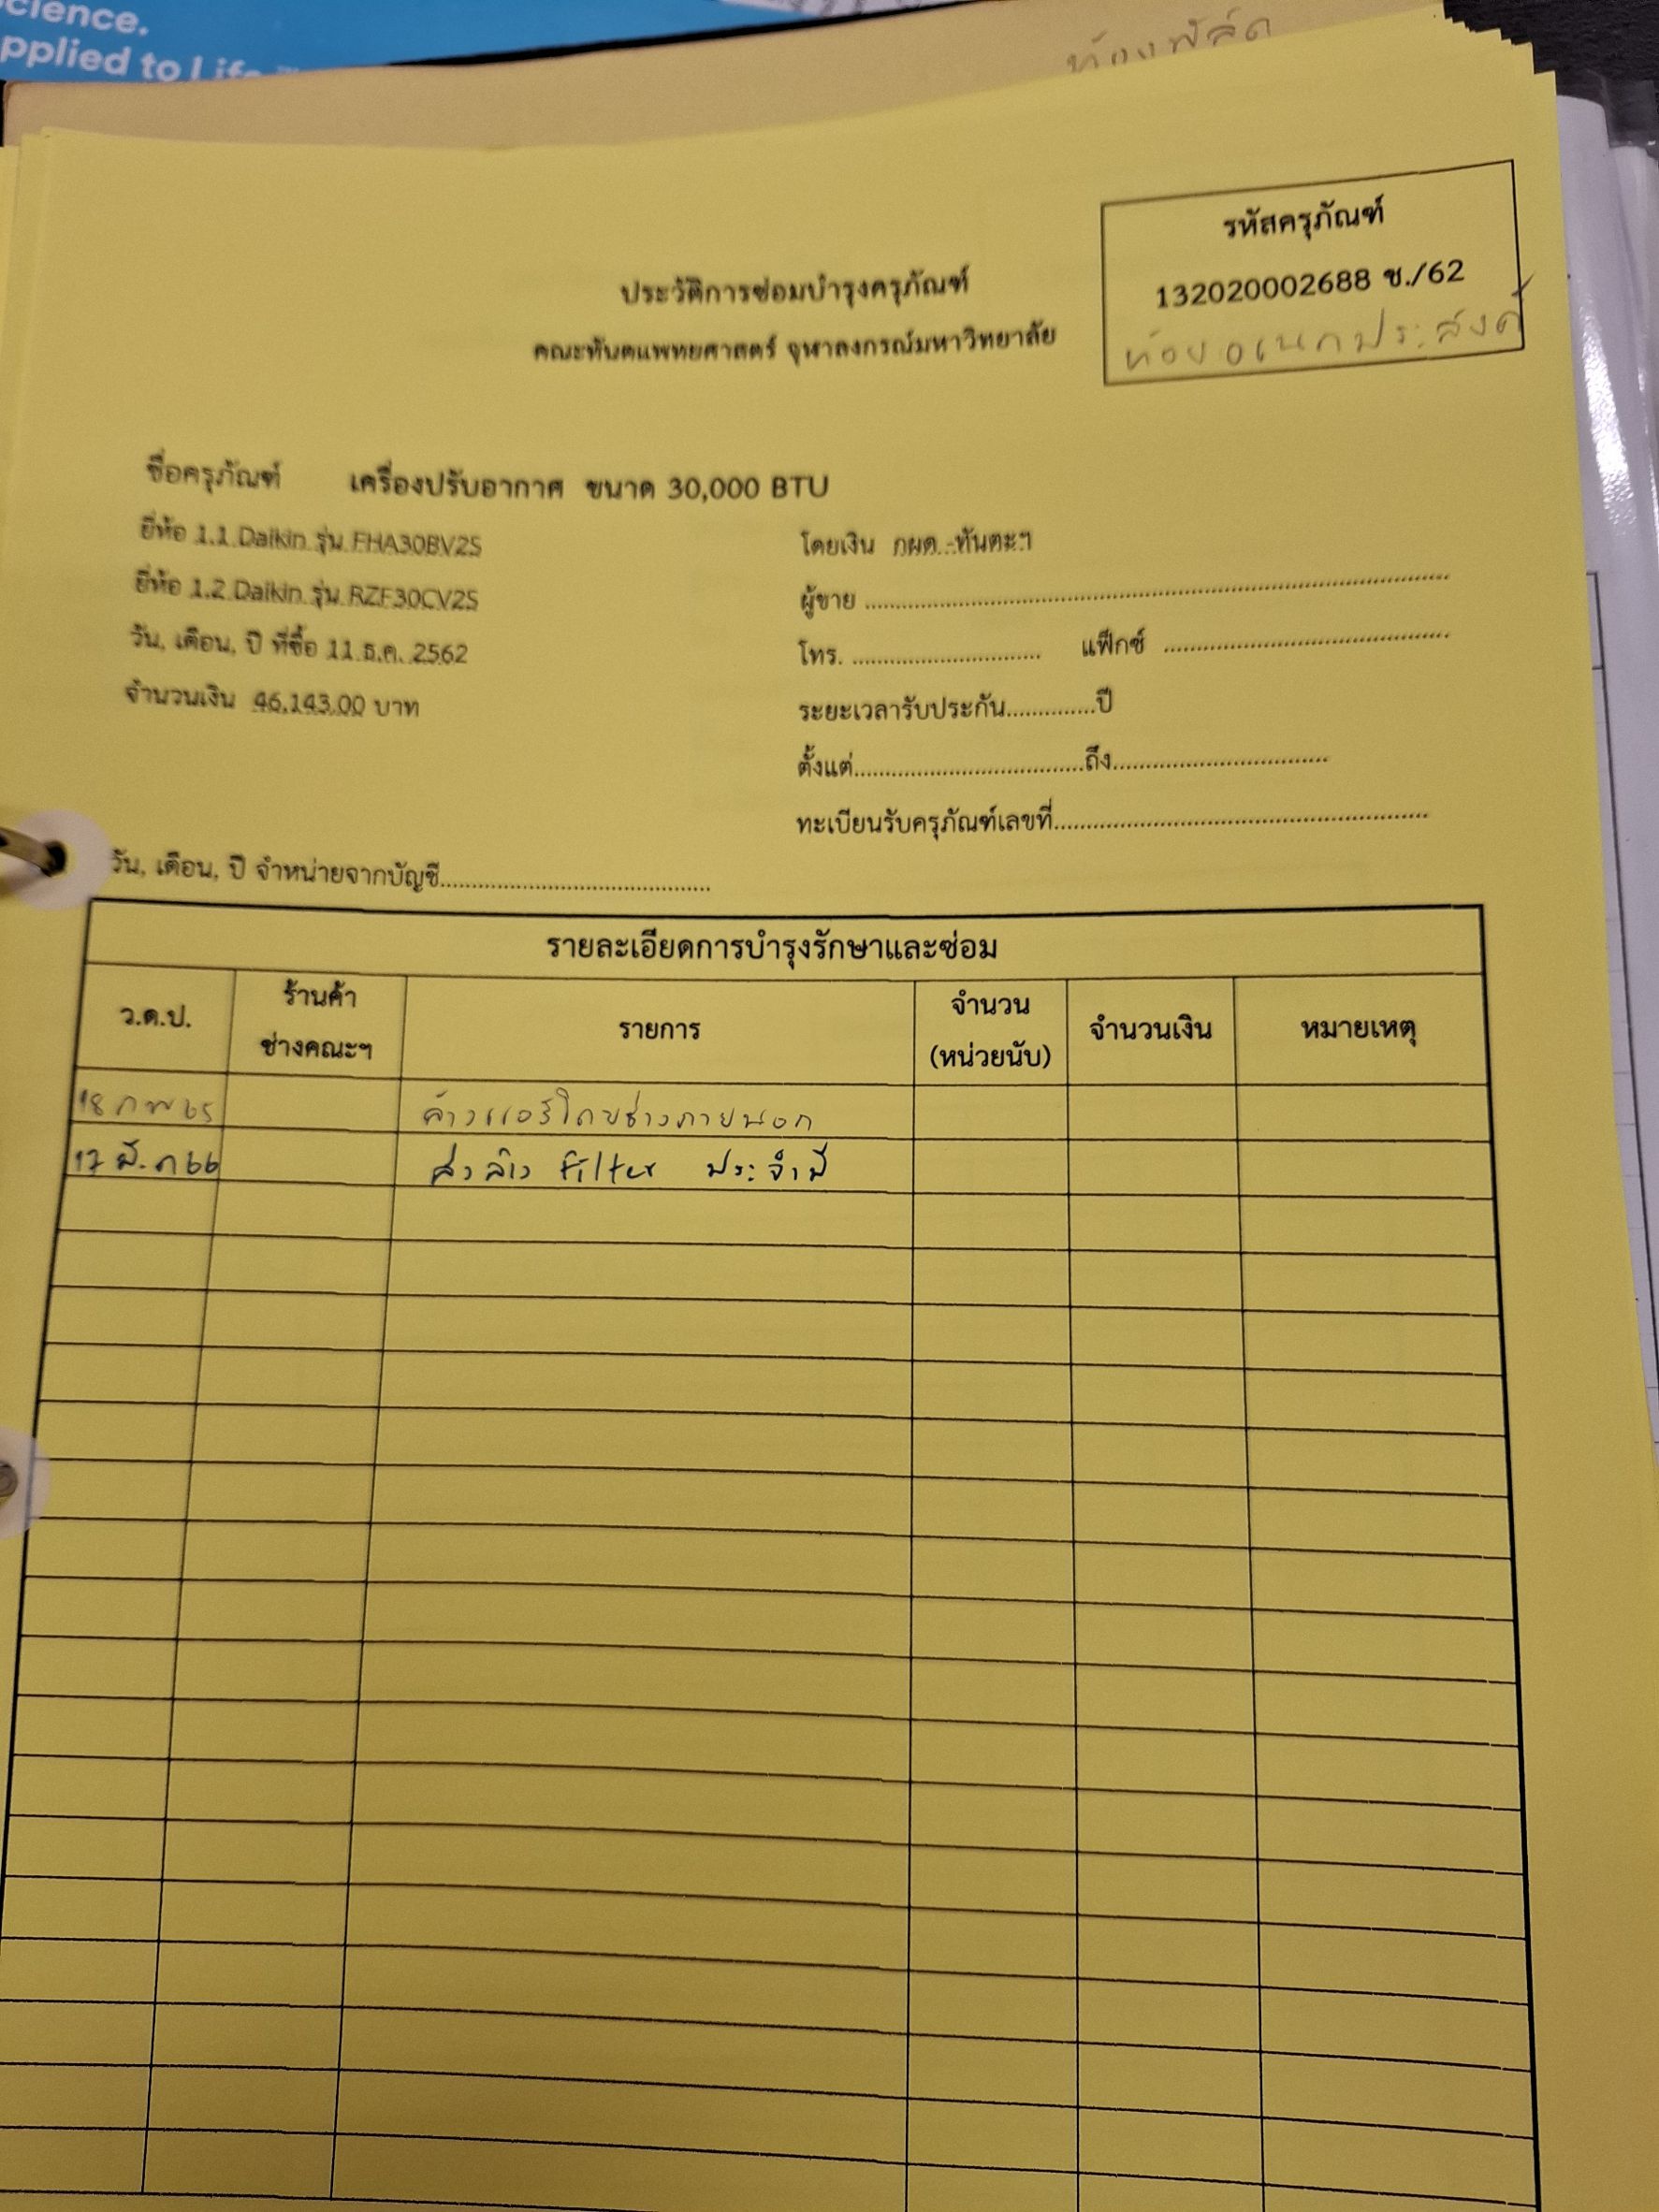 cience.
pplied to Life
ห้องพัสดุ
รหัสครุภัณฑ์
132020002688 ช./62
ห้องอเนกประสงค์
ประวัติการซ่อมบำรุงครุภัณฑ์
คณะทันตแพทยศาสตร์ จุฬาลงกรณ์มหาวิทยาลัย
ชื่อครุภัณฑ์ เครื่องปรับอากาศ ขนาด 30,000 BTU
ยี่ห้อ 1.1 Daikin รุ่น FHA30BV2S
ยี่ห้อ 1.2 Daikin รุ่น RZF30CV2S
วัน, เดือน, ปี ที่ซื้อ 11 ธ.ค. 2562
จำนวนเงิน 46,143.00 บาท
โดยเงิน กผด.-ทันตะฯ
ผู้ขาย ..........
โทร. .......... แฟ็กซ์ ..........
ระยะเวลารับประกัน..............ปี
ตั้งแต่..........ถึง..........
ทะเบียนรับครุภัณฑ์เลขที่..........
วัน, เดือน, ปี จำหน่ายจากบัญชี..........
รายละเอียดการบำรุงรักษาและซ่อม
ว.ด.ป. ร้านค้า ช่างคณะฯ รายการ จำนวน (หน่วยนับ) จำนวนเงิน หมายเหตุ
18 กพ 65 ล้างแอร์โดยช่างภายนอก
17 มี.ค 66 ล้าง filter ประจำปี